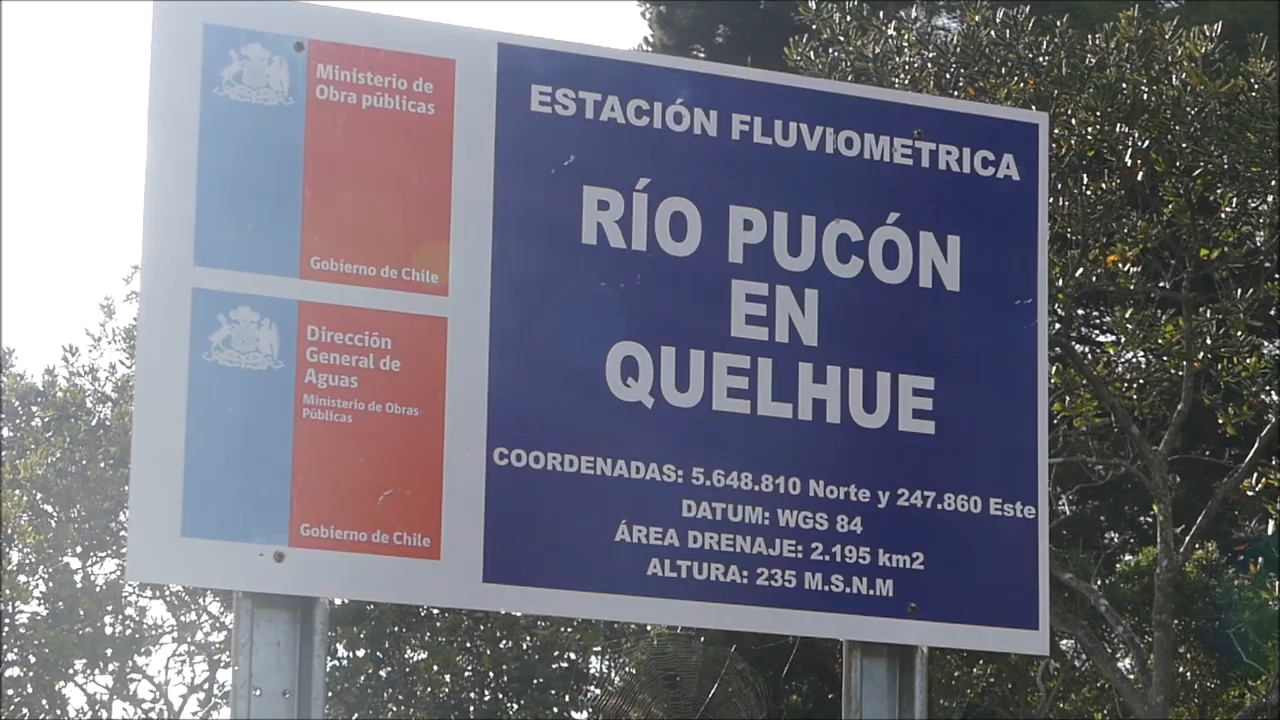 Ministerio de
Obra públicas
Gobierno de Chile
Dirección
General de
Aguas
Ministerio de Obras
Públicas
Gobierno de Chile
ESTACIÓN FLUVIOMETRICA
RÍO PUCÓN
EN
QUELHUE
COORDENADAS: 5.648.810 Norte y 247.860 Este
DATUM: WGS 84
ÁREA DRENAJE: 2.195 km2
ALTURA: 235 M.S.N.M